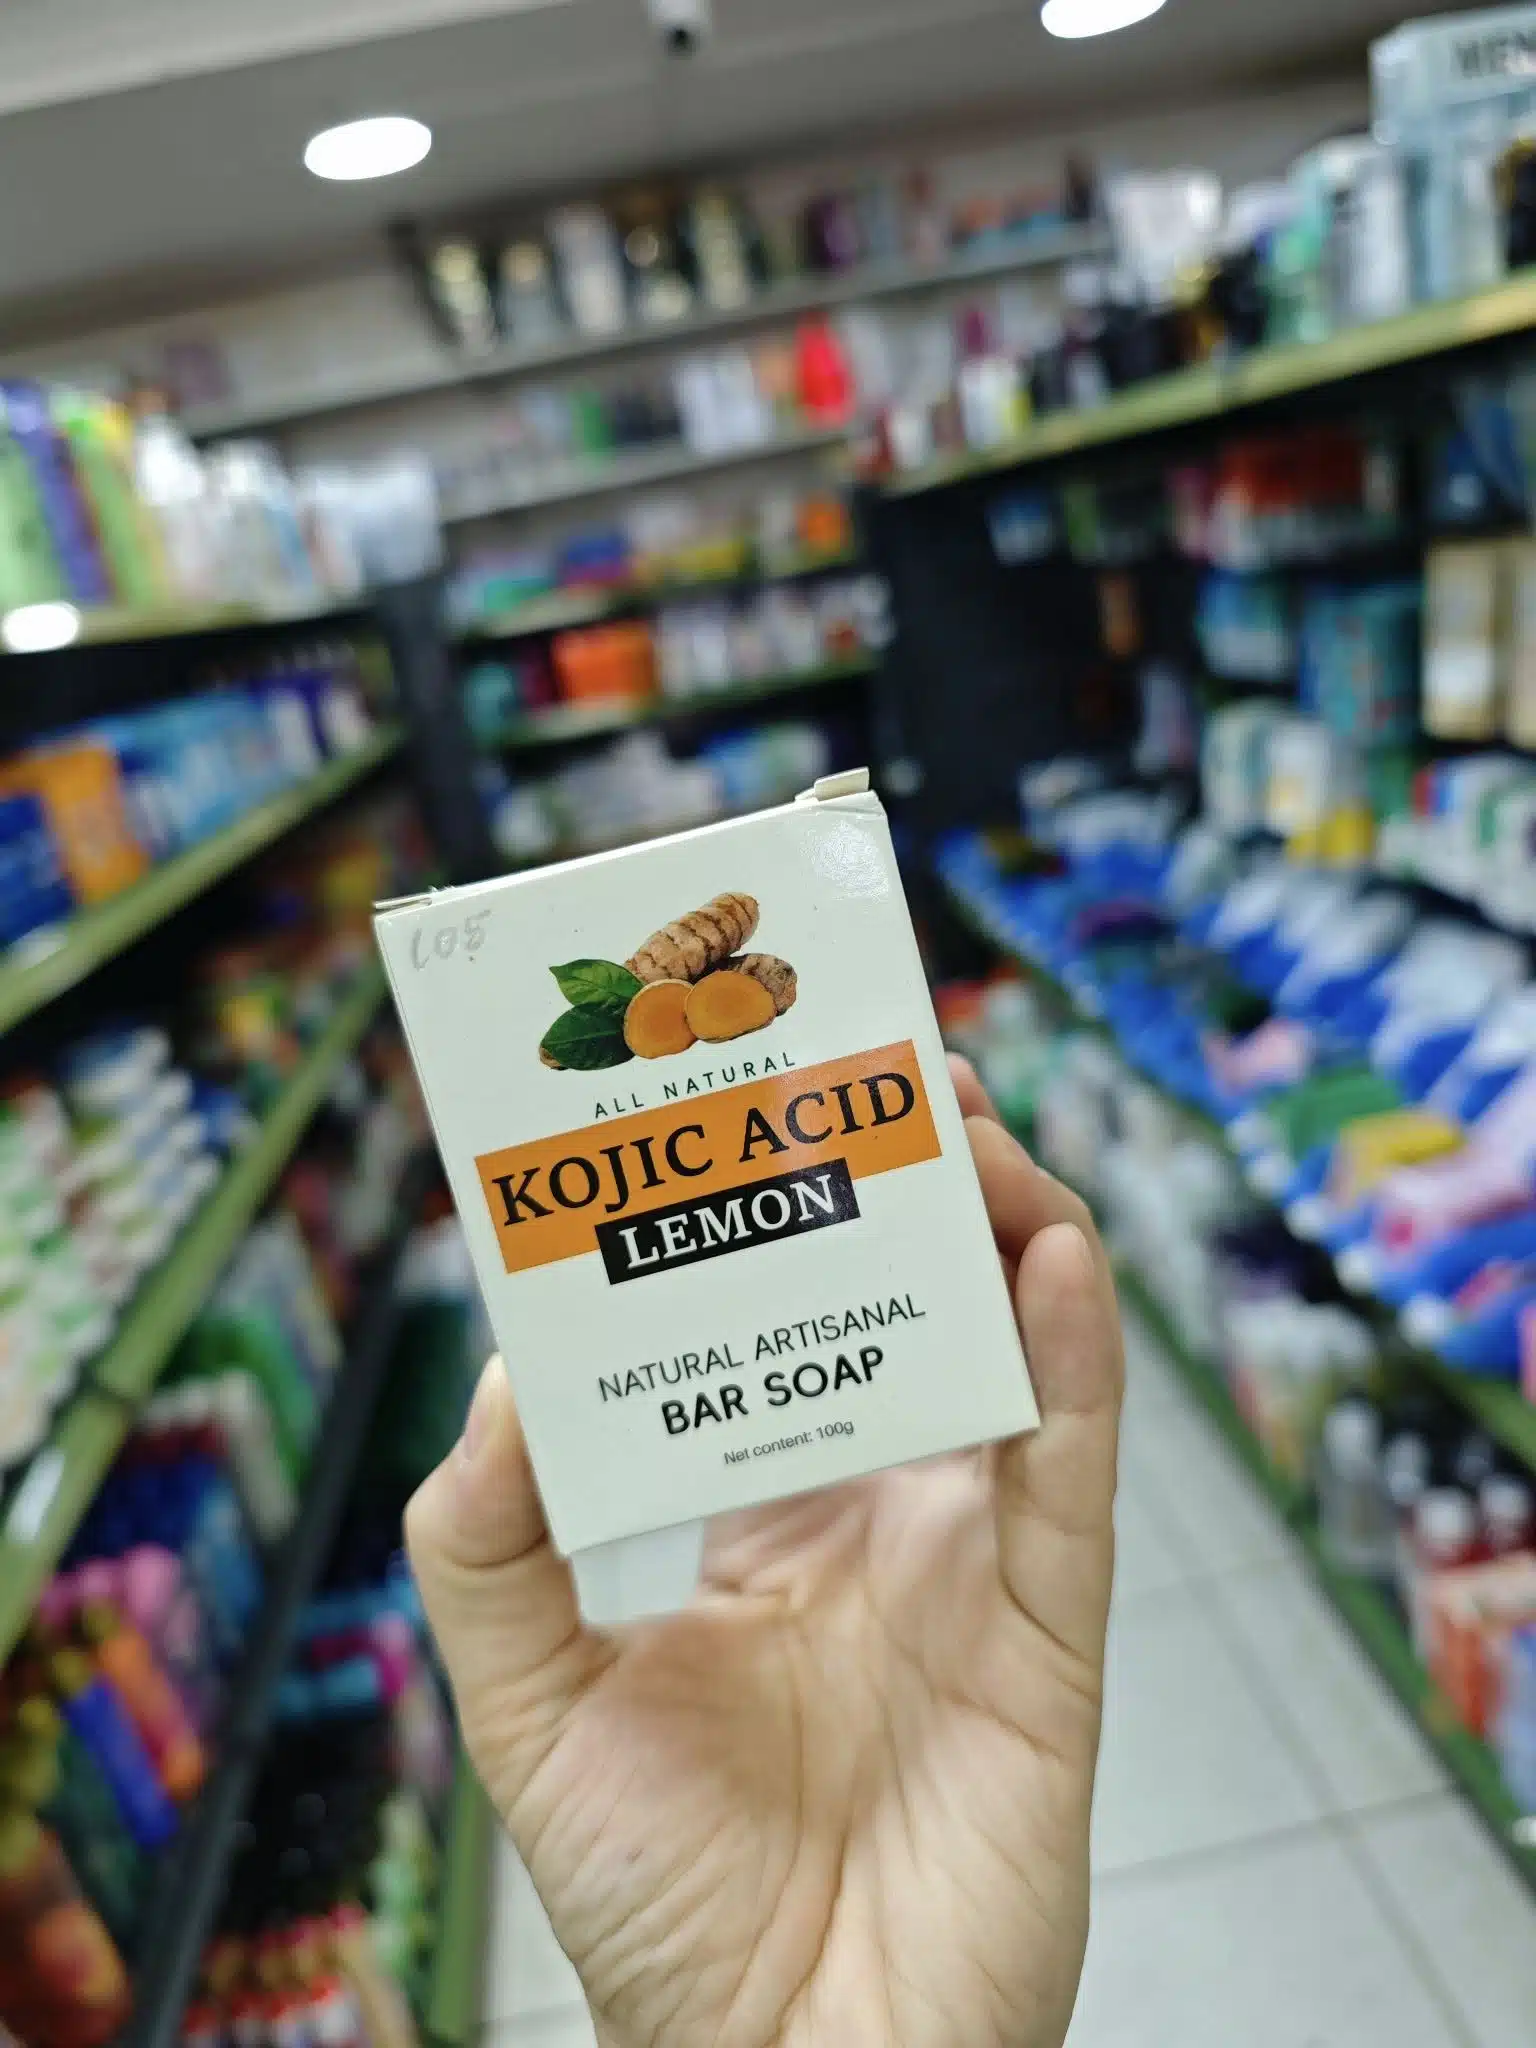 105
ALL NATURAL
KOJIC ACID
LEMON
NATURAL ARTISANAL
BAR SOAP
Net content: 100g